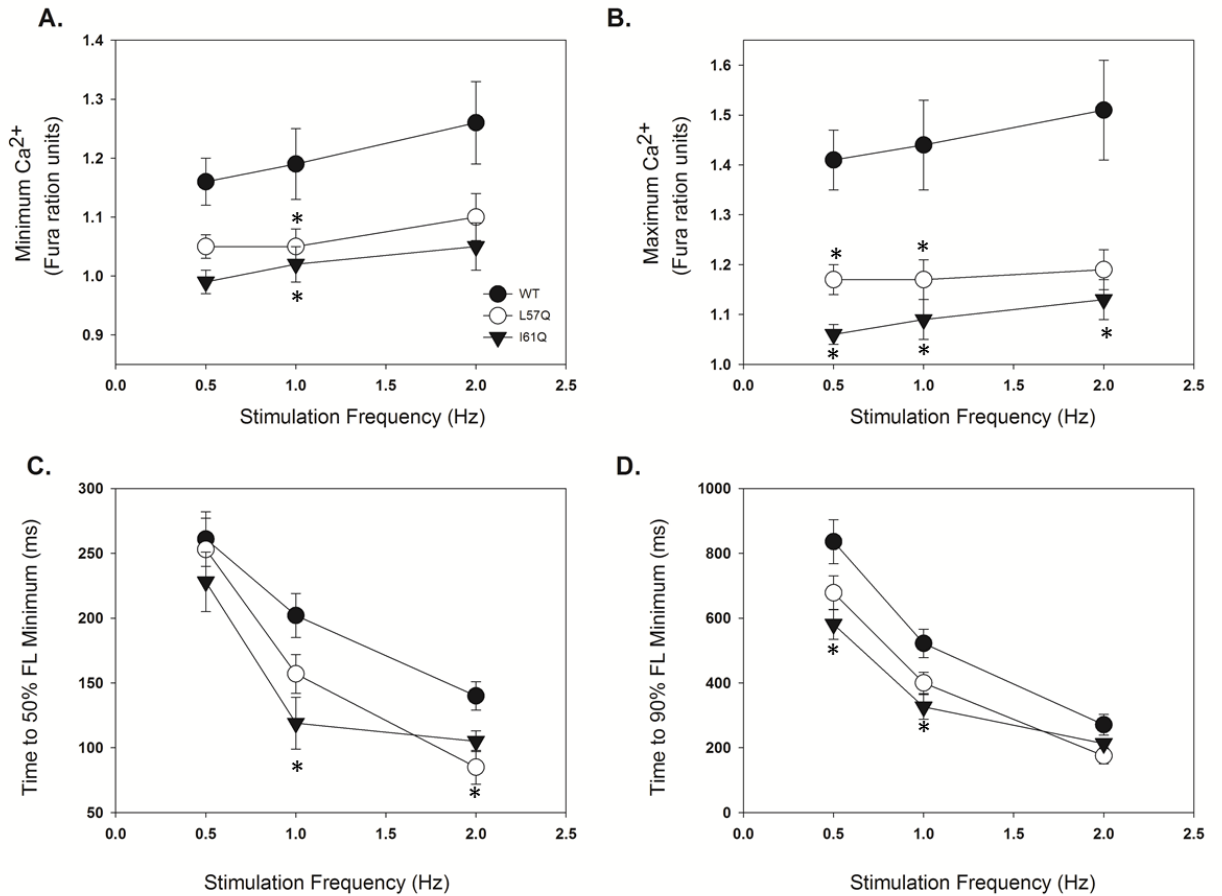 A.
1.4
1.3
1.2
1.1
1.0
0.9
Minimum Ca2+
(Fura ration units)
*
*
WT
L57Q
I61Q
0.0 0.5 1.0 1.5 2.0 2.5
Stimulation Frequency (Hz)
B.
1.6
1.5
1.4
1.3
1.2
1.1
1.0
Maximum Ca2+
(Fura ration units)
* *
* * *
0.0 0.5 1.0 1.5 2.0 2.5
Stimulation Frequency (Hz)
C.
300
250
200
150
100
50
Time to 50% FL Minimum (ms)
* *
0.0 0.5 1.0 1.5 2.0 2.5
Stimulation Frequency (Hz)
D.
1000
800
600
400
200
0
Time to 90% FL Minimum (ms)
*
*
0.0 0.5 1.0 1.5 2.0 2.5
Stimulation Frequency (Hz)